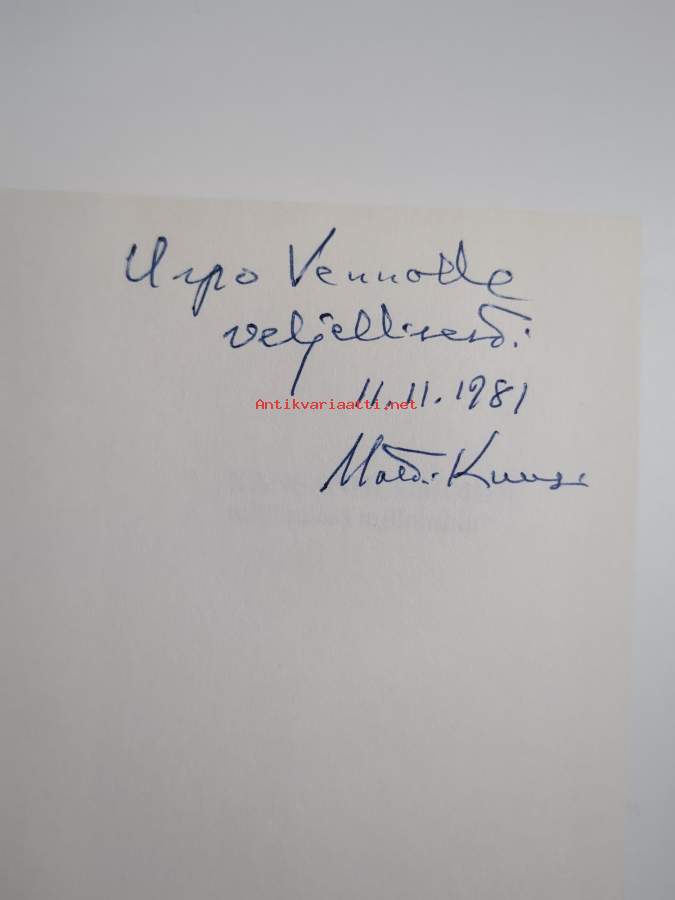 Urpo Vennolle
veljellisesti
11.11.1981
Antikvariaatti.net
Matti Kuusi